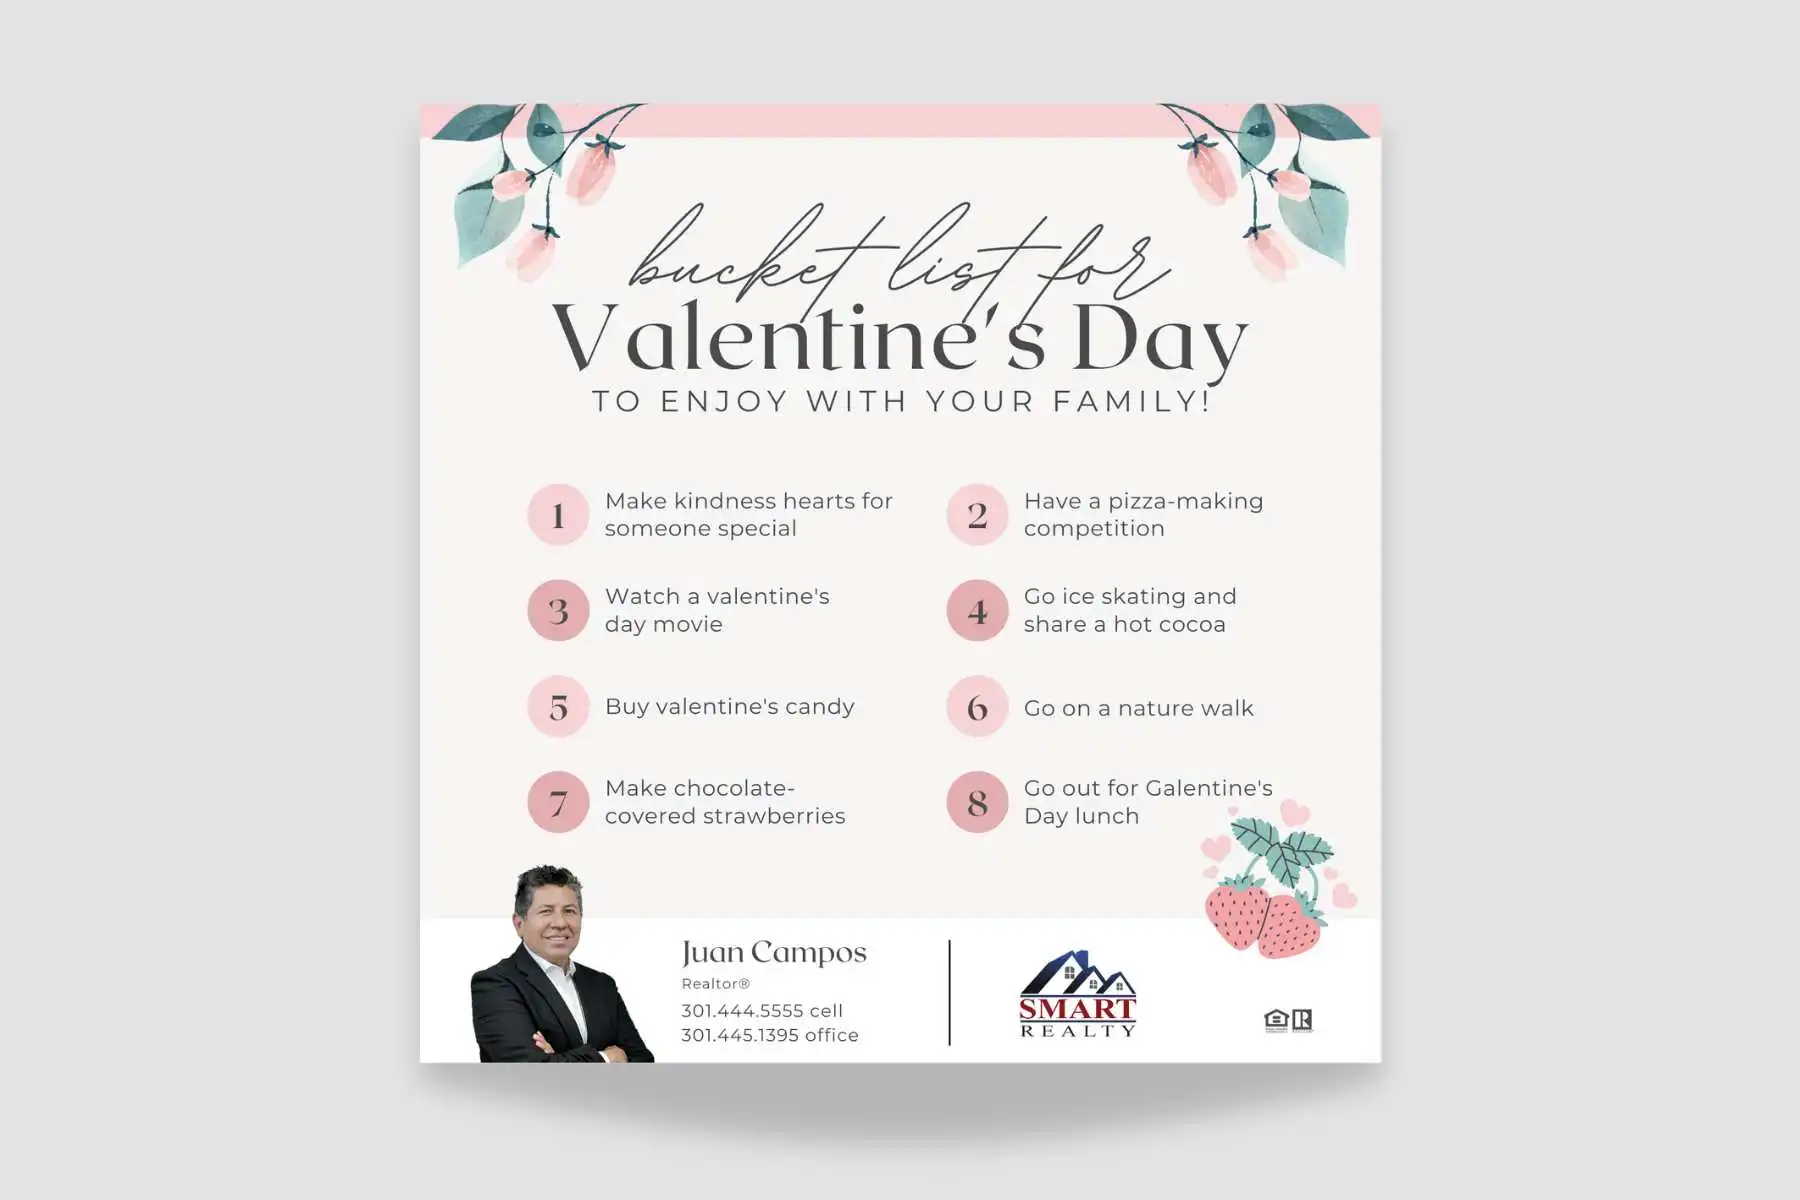 bucket list for
Valentine's Day
TO ENJOY WITH YOUR FAMILY!
1
Make kindness hearts for
someone special
2
Have a pizza-making
competition
3
Watch a valentine's
day movie
4
Go ice skating and
share a hot cocoa
5
Buy valentine's candy
6
Go on a nature walk
7
Make chocolate-
covered strawberries
8
Go out for Galentine's
Day lunch
Juan Campos
Realtor®
301.444.5555 cell
301.445.1395 office
SMART
REALTY